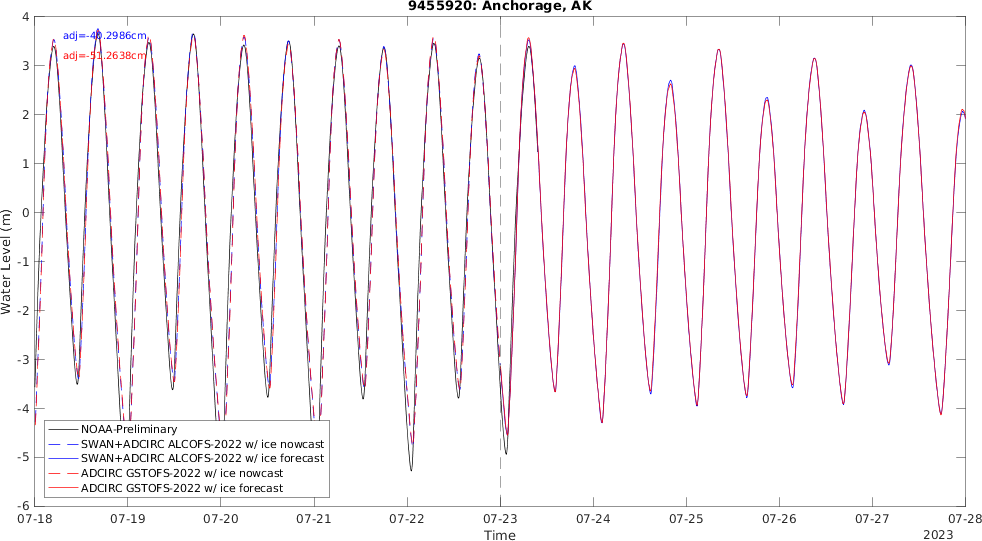 9455920: Anchorage, AK
adj=-40.2986cm
adj=-51.2638cm
4
3
2
1
0
-1
-2
-3
-4
-5
-6
Water Level (m)
NOAA-Preliminary
SWAN+ADCIRC ALCOFS-2022 w/ ice nowcast
SWAN+ADCIRC ALCOFS-2022 w/ ice forecast
ADCIRC GSTOFS-2022 w/ ice nowcast
ADCIRC GSTOFS-2022 w/ ice forecast
07-18 07-19 07-20 07-21 07-22 07-23 07-24 07-25 07-26 07-27 07-28
Time
2023